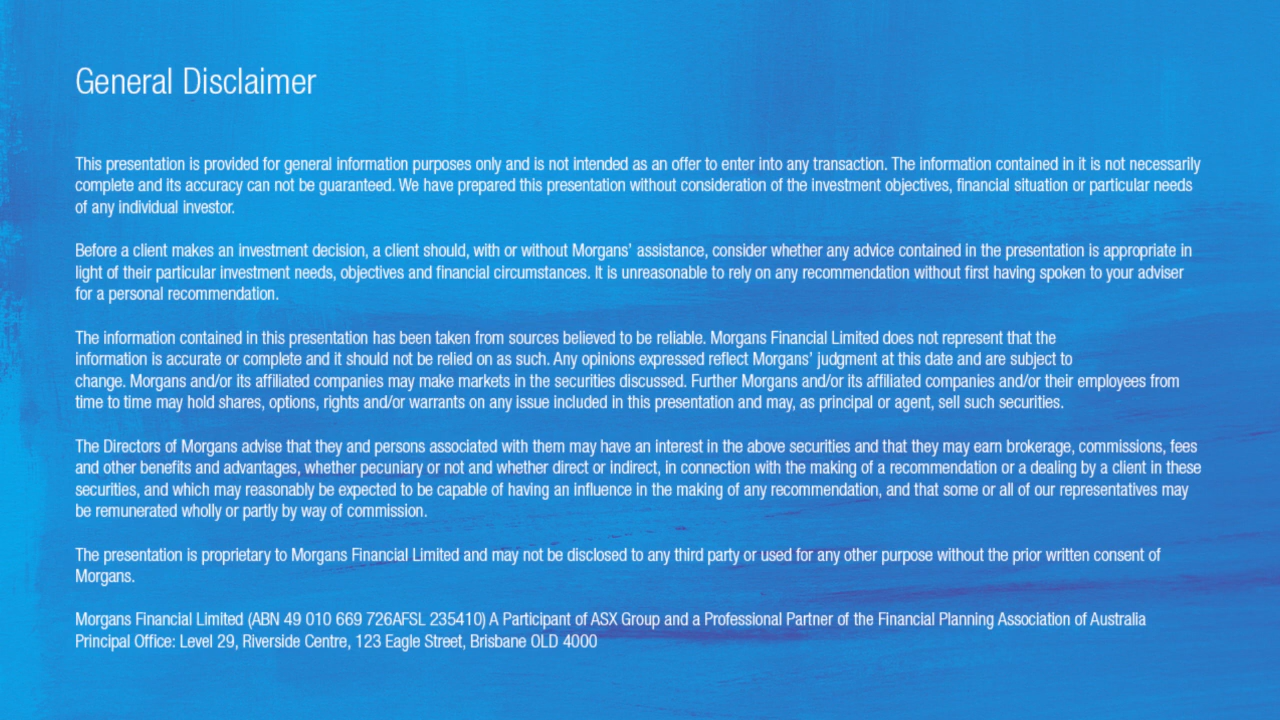 General Disclaimer
This presentation is provided for general information purposes only and is not intended as an offer to enter into any transaction. The information contained in it is not necessarily
complete and its accuracy can not be guaranteed. We have prepared this presentation without consideration of the investment objectives, financial situation or particular needs
of any individual investor.
Before a client makes an investment decision, a client should, with or without Morgans' assistance, consider whether any advice contained in the presentation is appropriate in
light of their particular investment needs, objectives and financial circumstances. It is unreasonable to rely on any recommendation without first having spoken to your adviser
for a personal recommendation.
The information contained in this presentation has been taken from sources believed to be reliable. Morgans Financial Limited does not represent that the
information is accurate or complete and it should not be relied on as such. Any opinions expressed reflect Morgans' judgment at this date and are subject to
change. Morgans and/or its affiliated companies may make markets in the securities discussed. Further Morgans and/or its affiliated companies and/or their employees from
time to time may hold shares, options, rights and/or warrants on any issue included in this presentation and may, as principal or agent, sell such securities.
The Directors of Morgans advise that they and persons associated with them may have an interest in the above securities and that they may earn brokerage, commissions, fees
and other benefits and advantages, whether pecuniary or not and whether direct or indirect, in connection with the making of a recommendation or a dealing by a client in these
securities, and which may reasonably be expected to be capable of having an influence in the making of any recommendation, and that some or all of our representatives may
be remunerated wholly or partly by way of commission.
The presentation is proprietary to Morgans Financial Limited and may not be disclosed to any third party or used for any other purpose without the prior written consent of
Morgans.
Morgans Financial Limited (ABN 49 010 669 726AFSL 235410) A Participant of ASX Group and a Professional Partner of the Financial Planning Association of Australia
Principal Office: Level 29, Riverside Centre, 123 Eagle Street, Brisbane OLD 4000